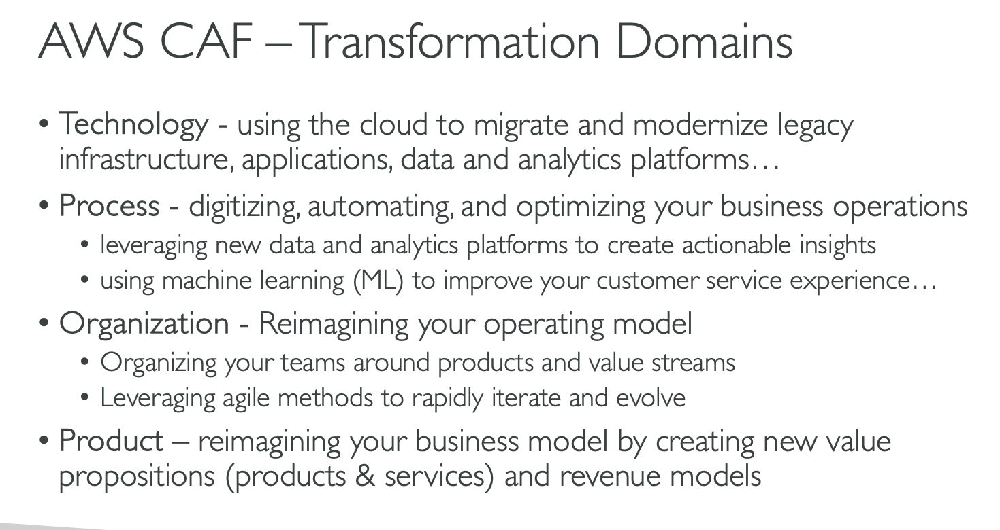 AWS CAF – Transformation Domains
• Technology - using the cloud to migrate and modernize legacy
infrastructure, applications, data and analytics platforms…
• Process - digitizing, automating, and optimizing your business operations
• leveraging new data and analytics platforms to create actionable insights
• using machine learning (ML) to improve your customer service experience…
• Organization - Reimagining your operating model
• Organizing your teams around products and value streams
• Leveraging agile methods to rapidly iterate and evolve
• Product – reimagining your business model by creating new value
propositions (products & services) and revenue models